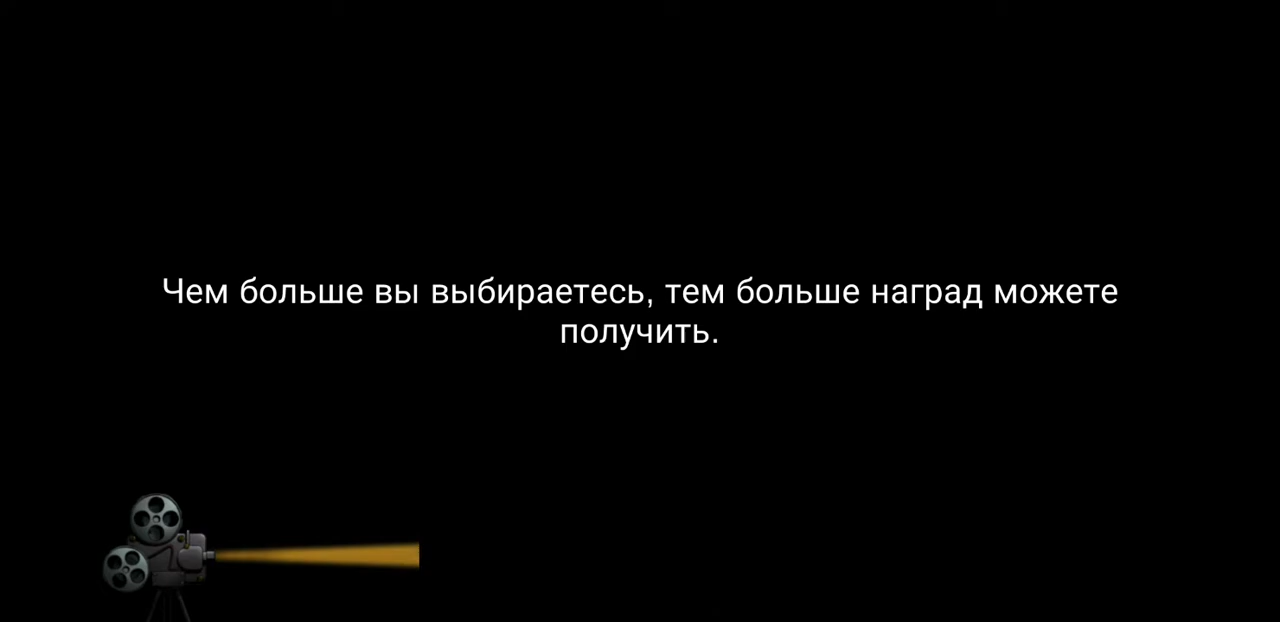 Чем больше вы выбираетесь, тем больше наград можете
получить.